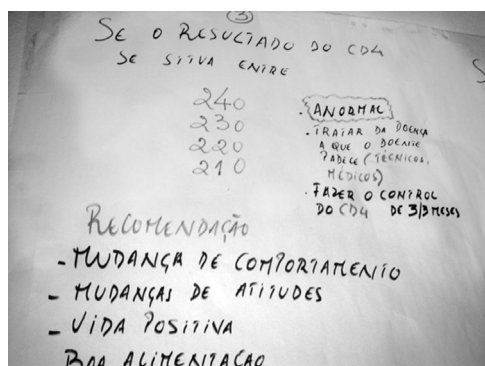 3
SE O RESULTADO DO CD4
SE SITUA ENTRE
240
230
220
210
. ANORMAL
. TRATAR DA DOENÇA
A QUE O DOENTE
PADECE (TÉCNICOS,
MÉDICOS)
. FAZER O CONTROL
DO CD4 DE 3/3 MESES
RECOMENDAÇÃO
- MUDANÇA DE COMPORTAMENTO
- MUDANÇAS DE ATITUDES
- VIDA POSITIVA
BOA ALIMENTAÇÃO